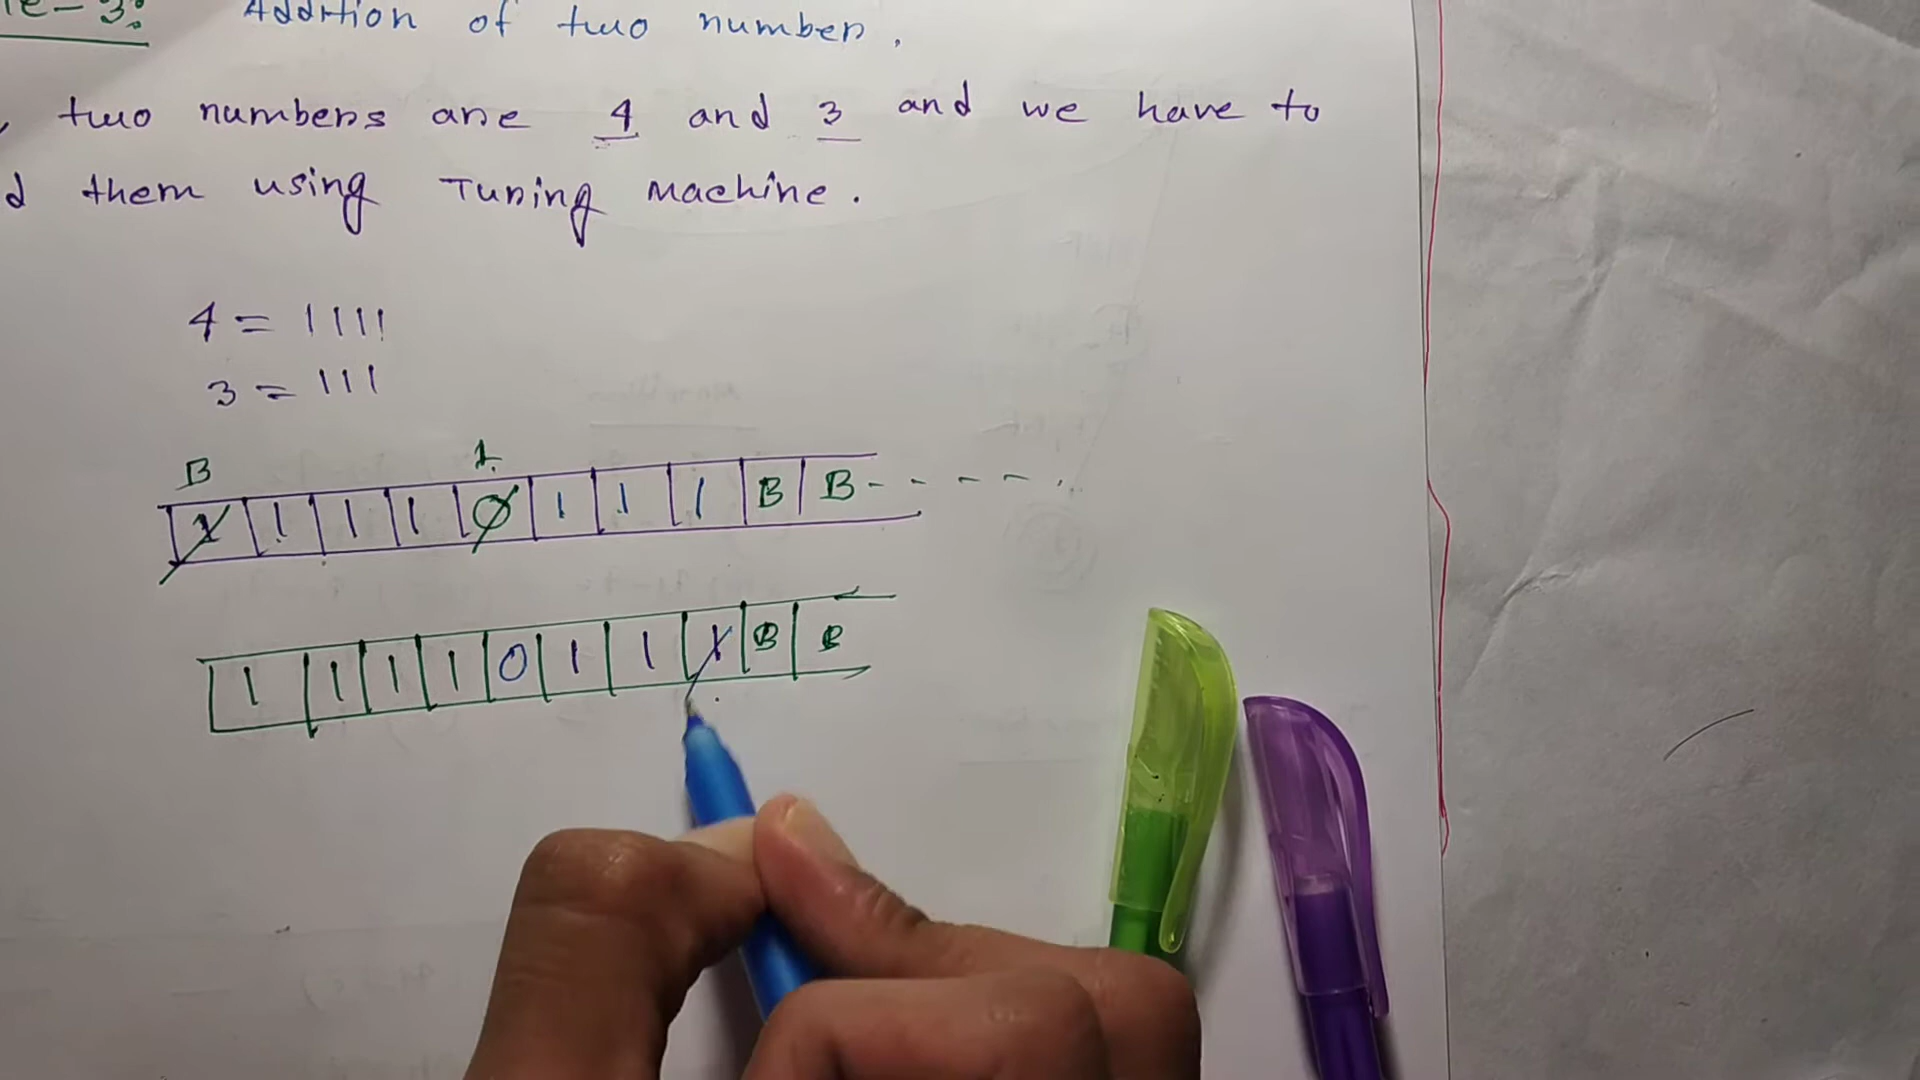 3:
Addition of two number.
two numbers are 4 and 3 and we have to
them using Turing Machine.
4 = 1111
3 = 111
B 1
1 1 1 1 0 1 1 1 B B - - - - .
1 1 1 1 0 1 1 1 B B